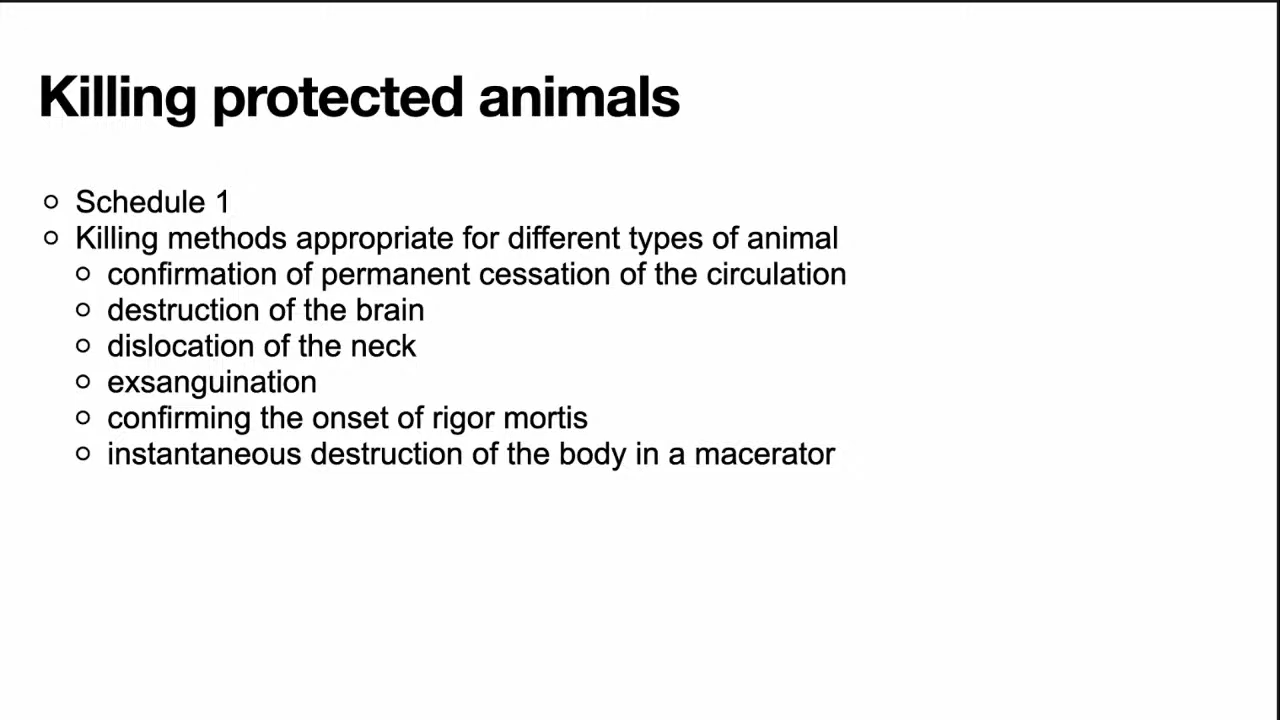 Killing protected animals
Schedule 1
Killing methods appropriate for different types of animal
confirmation of permanent cessation of the circulation
destruction of the brain
dislocation of the neck
exsanguination
confirming the onset of rigor mortis
instantaneous destruction of the body in a macerator